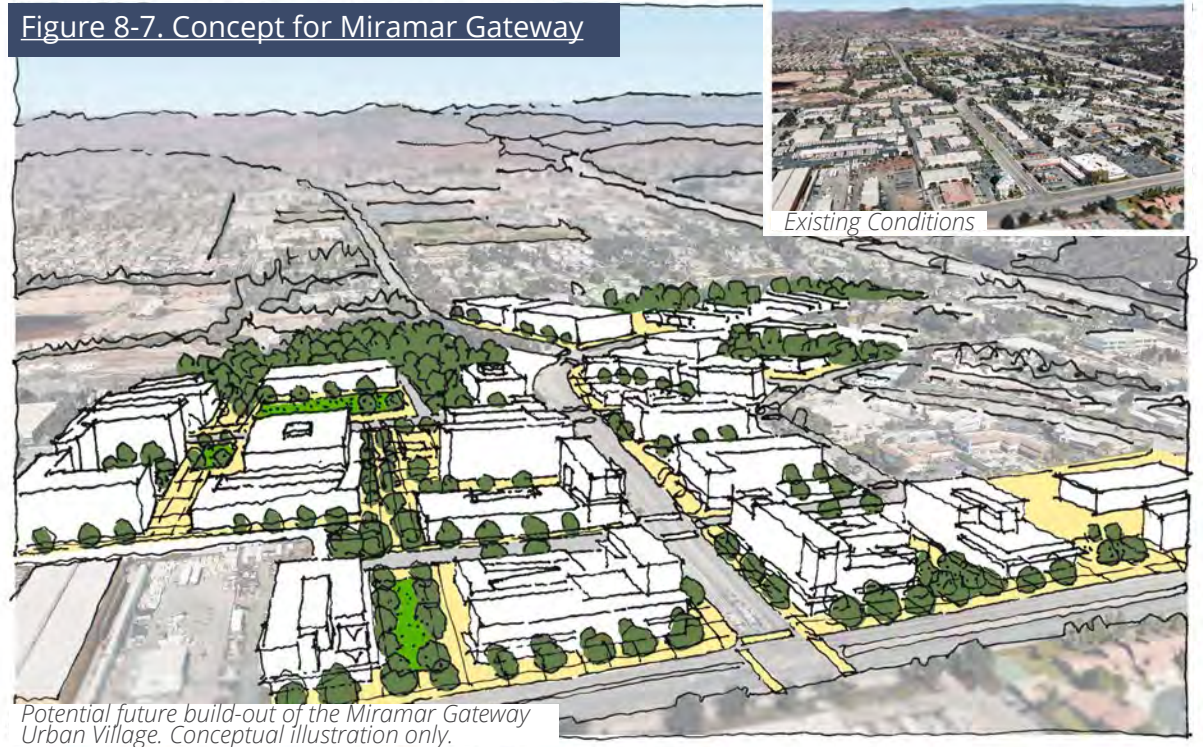 Figure 8-7. Concept for Miramar Gateway
Existing Conditions
Potential future build-out of the Miramar Gateway
Urban Village. Conceptual illustration only.